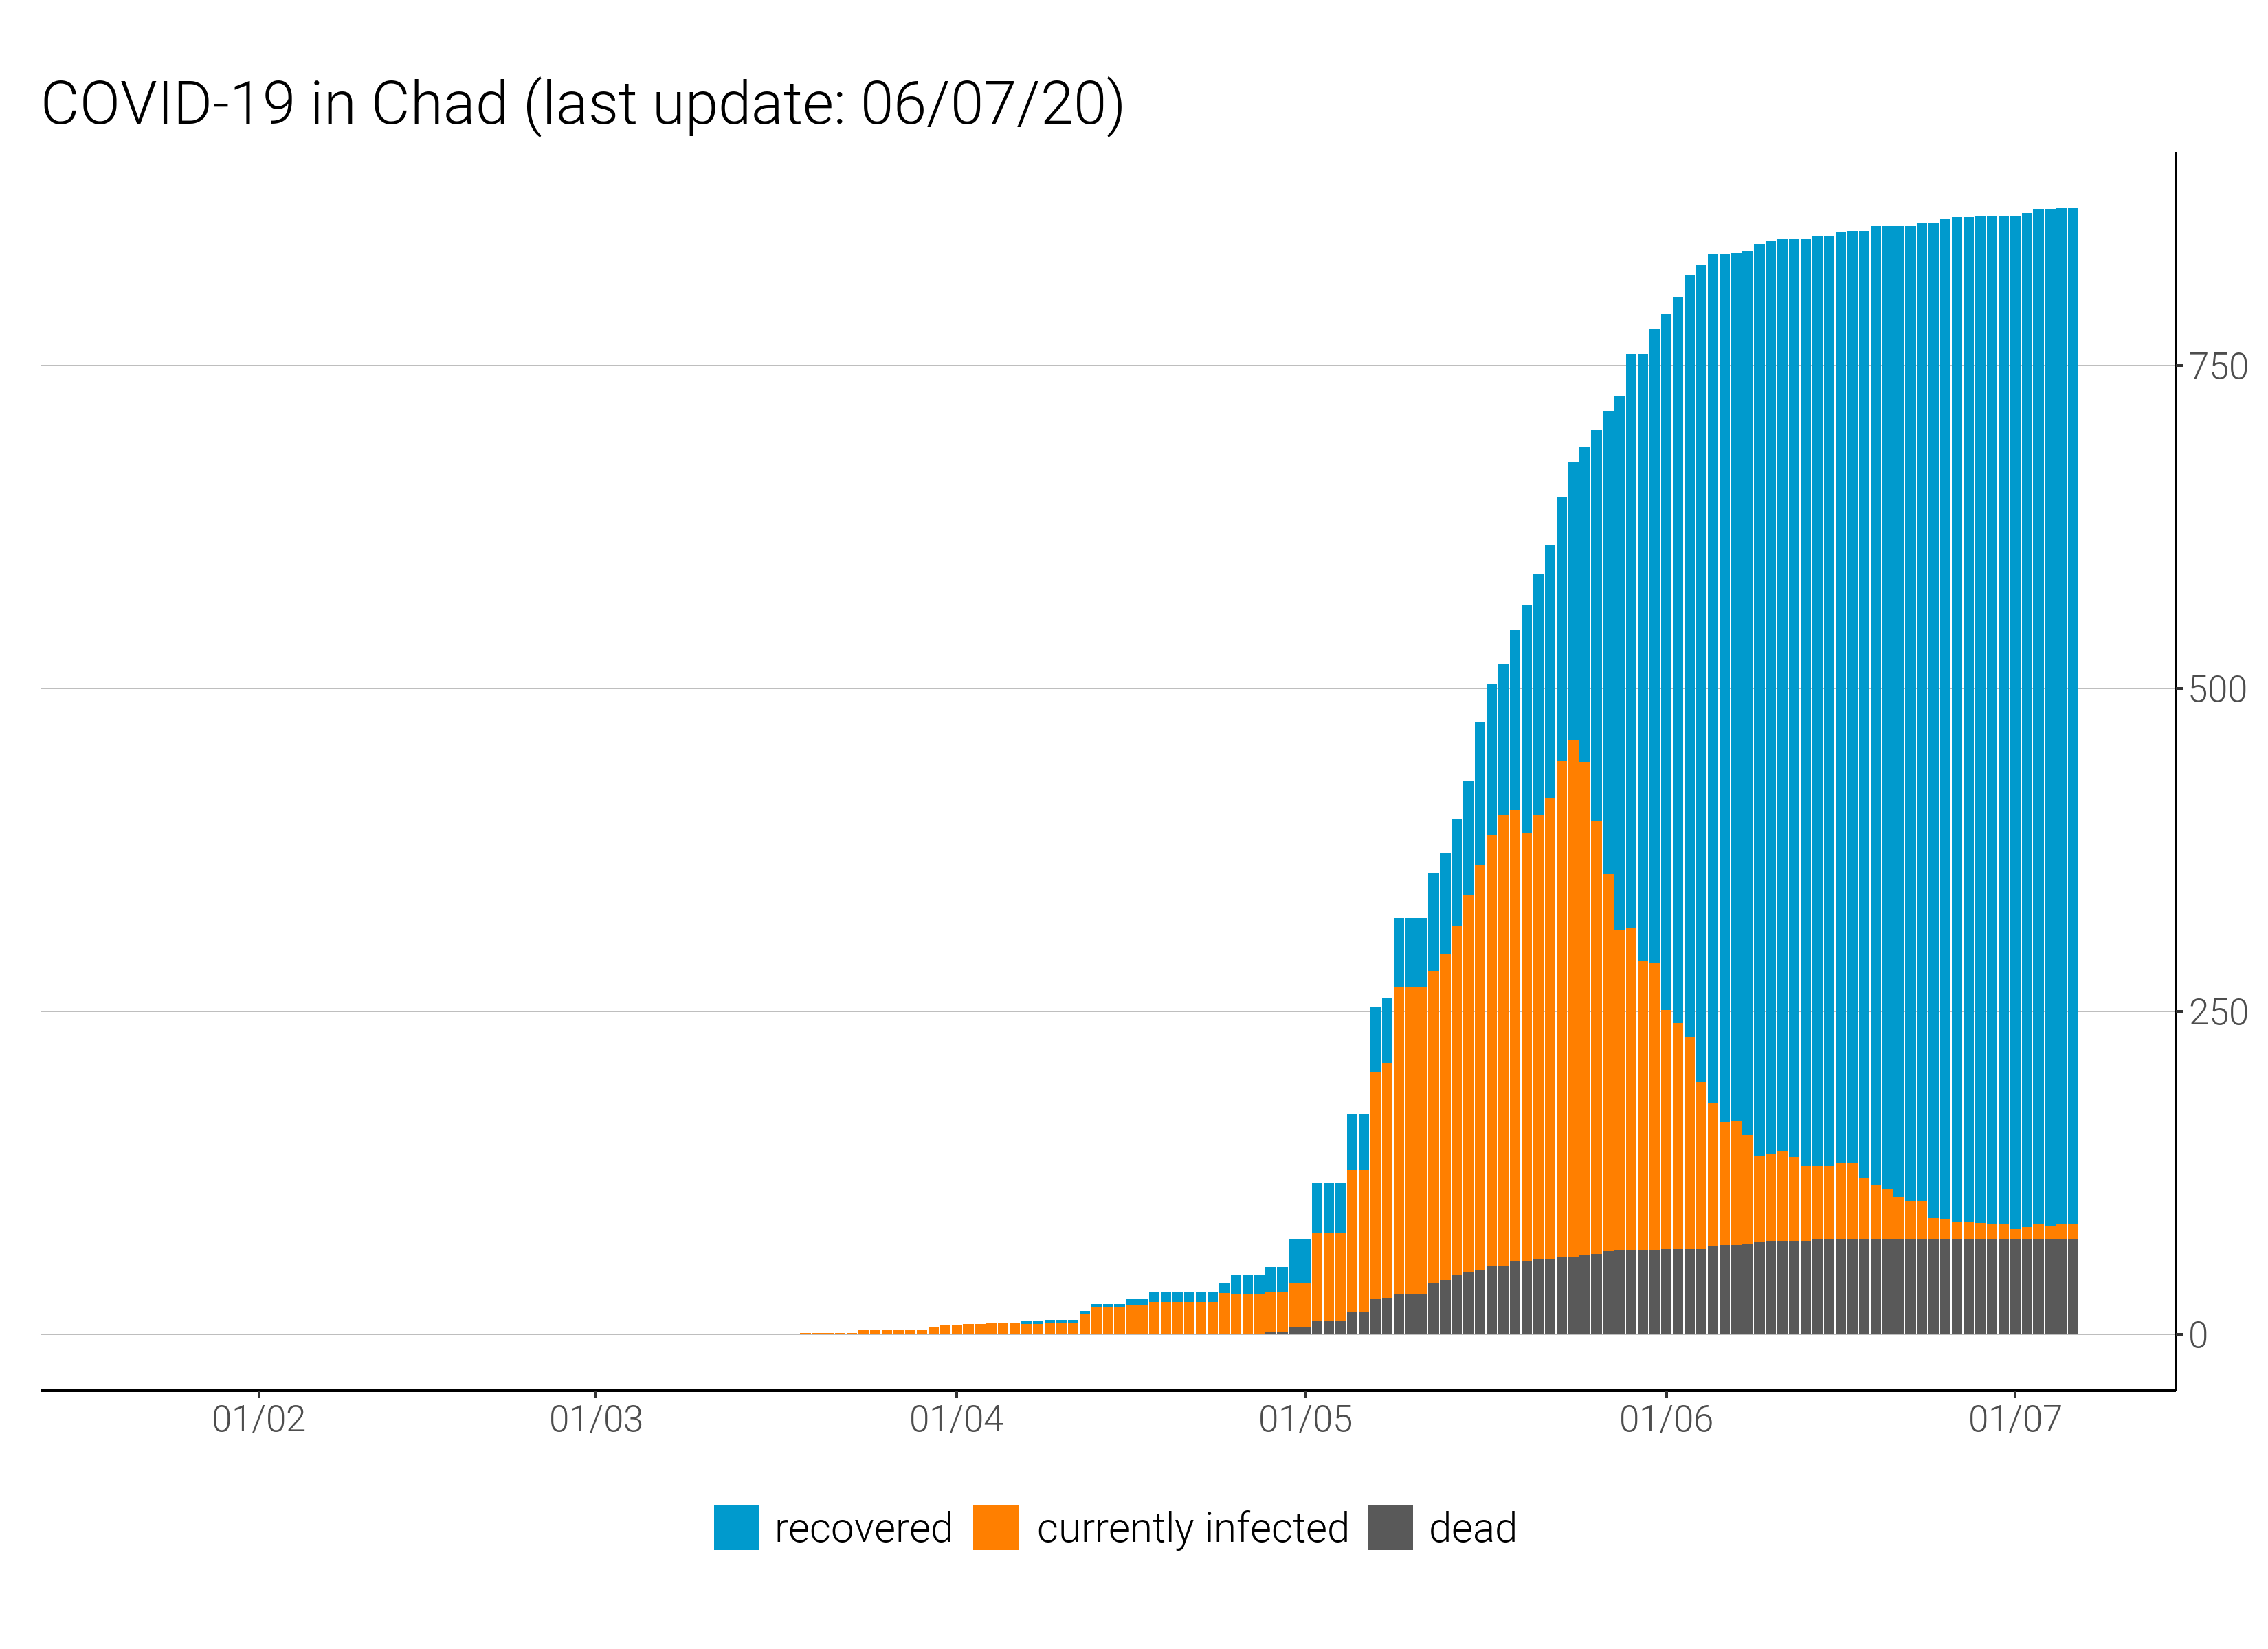 COVID-19 in Chad (last update: 06/07/20)
750
500
250
0
01/02 01/03 01/04 01/05 01/06 01/07
recovered currently infected dead